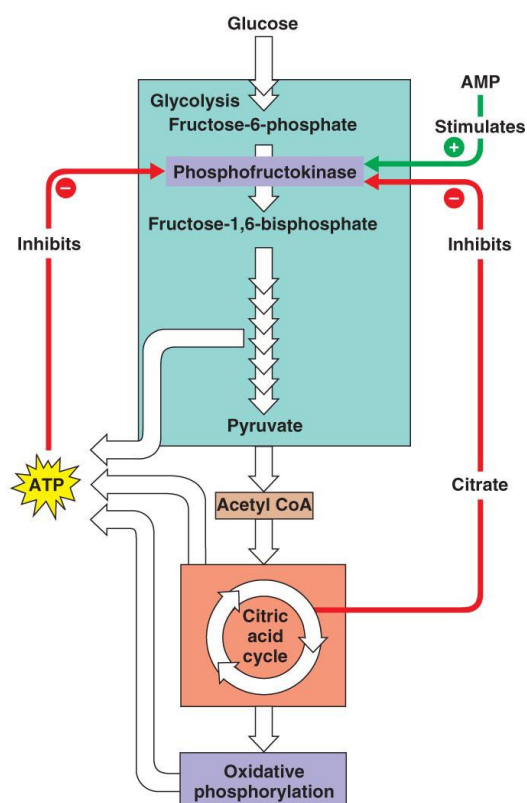 Glucose
Glycolysis
Fructose-6-phosphate
AMP
Stimulates
+
Phosphofructokinase
−
−
Fructose-1,6-bisphosphate
Inhibits
Inhibits
Pyruvate
ATP
Citrate
Acetyl CoA
Citric
acid
cycle
Oxidative
phosphorylation